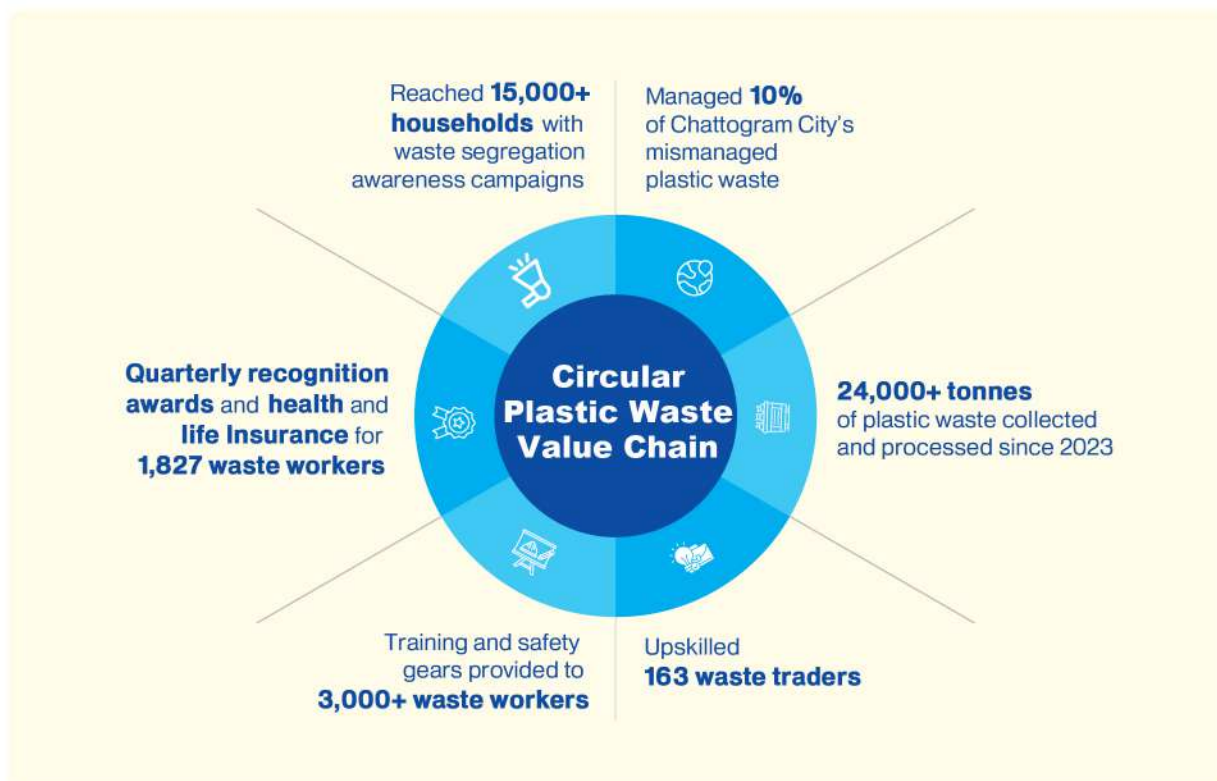 Reached 15,000+
households with
waste segregation
awareness campaigns
Managed 10%
of Chattogram City's
mismanaged
plastic waste
Circular
Plastic Waste
Value Chain
Quarterly recognition
awards and health and
life Insurance for
1,827 waste workers
24,000+ tonnes
of plastic waste collected
and processed since 2023
Training and safety
gears provided to
3,000+ waste workers
Upskilled
163 waste traders